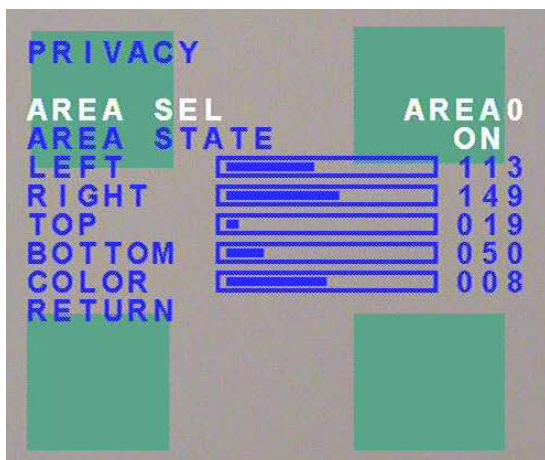 PRIVACY
AREA SEL AREA0
AREA STATE ON
LEFT 113
RIGHT 149
TOP 019
BOTTOM 050
COLOR 008
RETURN